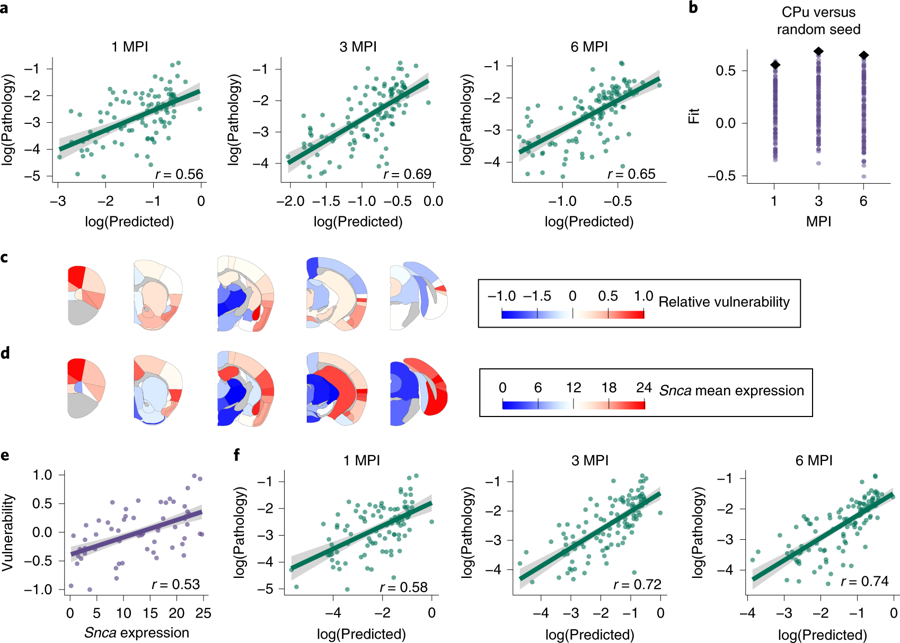 a
1 MPI
3 MPI
6 MPI
log(Pathology)
−1
−2
−3
−4
−5
r = 0.56
−3
−2
−1
0
log(Predicted)
log(Pathology)
−1
−2
−3
−4
r = 0.69
−2.0
−1.5
−1.0
−0.5
0.0
log(Predicted)
log(Pathology)
−1
−2
−3
−4
r = 0.65
−1.0
−0.5
log(Predicted)
b
CPu versus
random seed
Fit
0.5
0.0
−0.5
1
3
6
MPI
c
−1.0
−1.5
0
0.5
1.0
Relative vulnerability
d
0
6
12
18
24
Snca mean expression
e
Vulnerability
1.0
0.5
0.0
−0.5
−1.0
r = 0.53
0
5
10
15
20
25
Snca expression
f
1 MPI
3 MPI
6 MPI
log(Pathology)
−1
−2
−3
−4
−5
r = 0.58
−4
−2
0
log(Predicted)
log(Pathology)
−1
−2
−3
−4
r = 0.72
−4
−3
−2
−1
0
log(Predicted)
log(Pathology)
−1
−2
−3
−4
r = 0.74
−4
−3
−2
−1
0
log(Predicted)